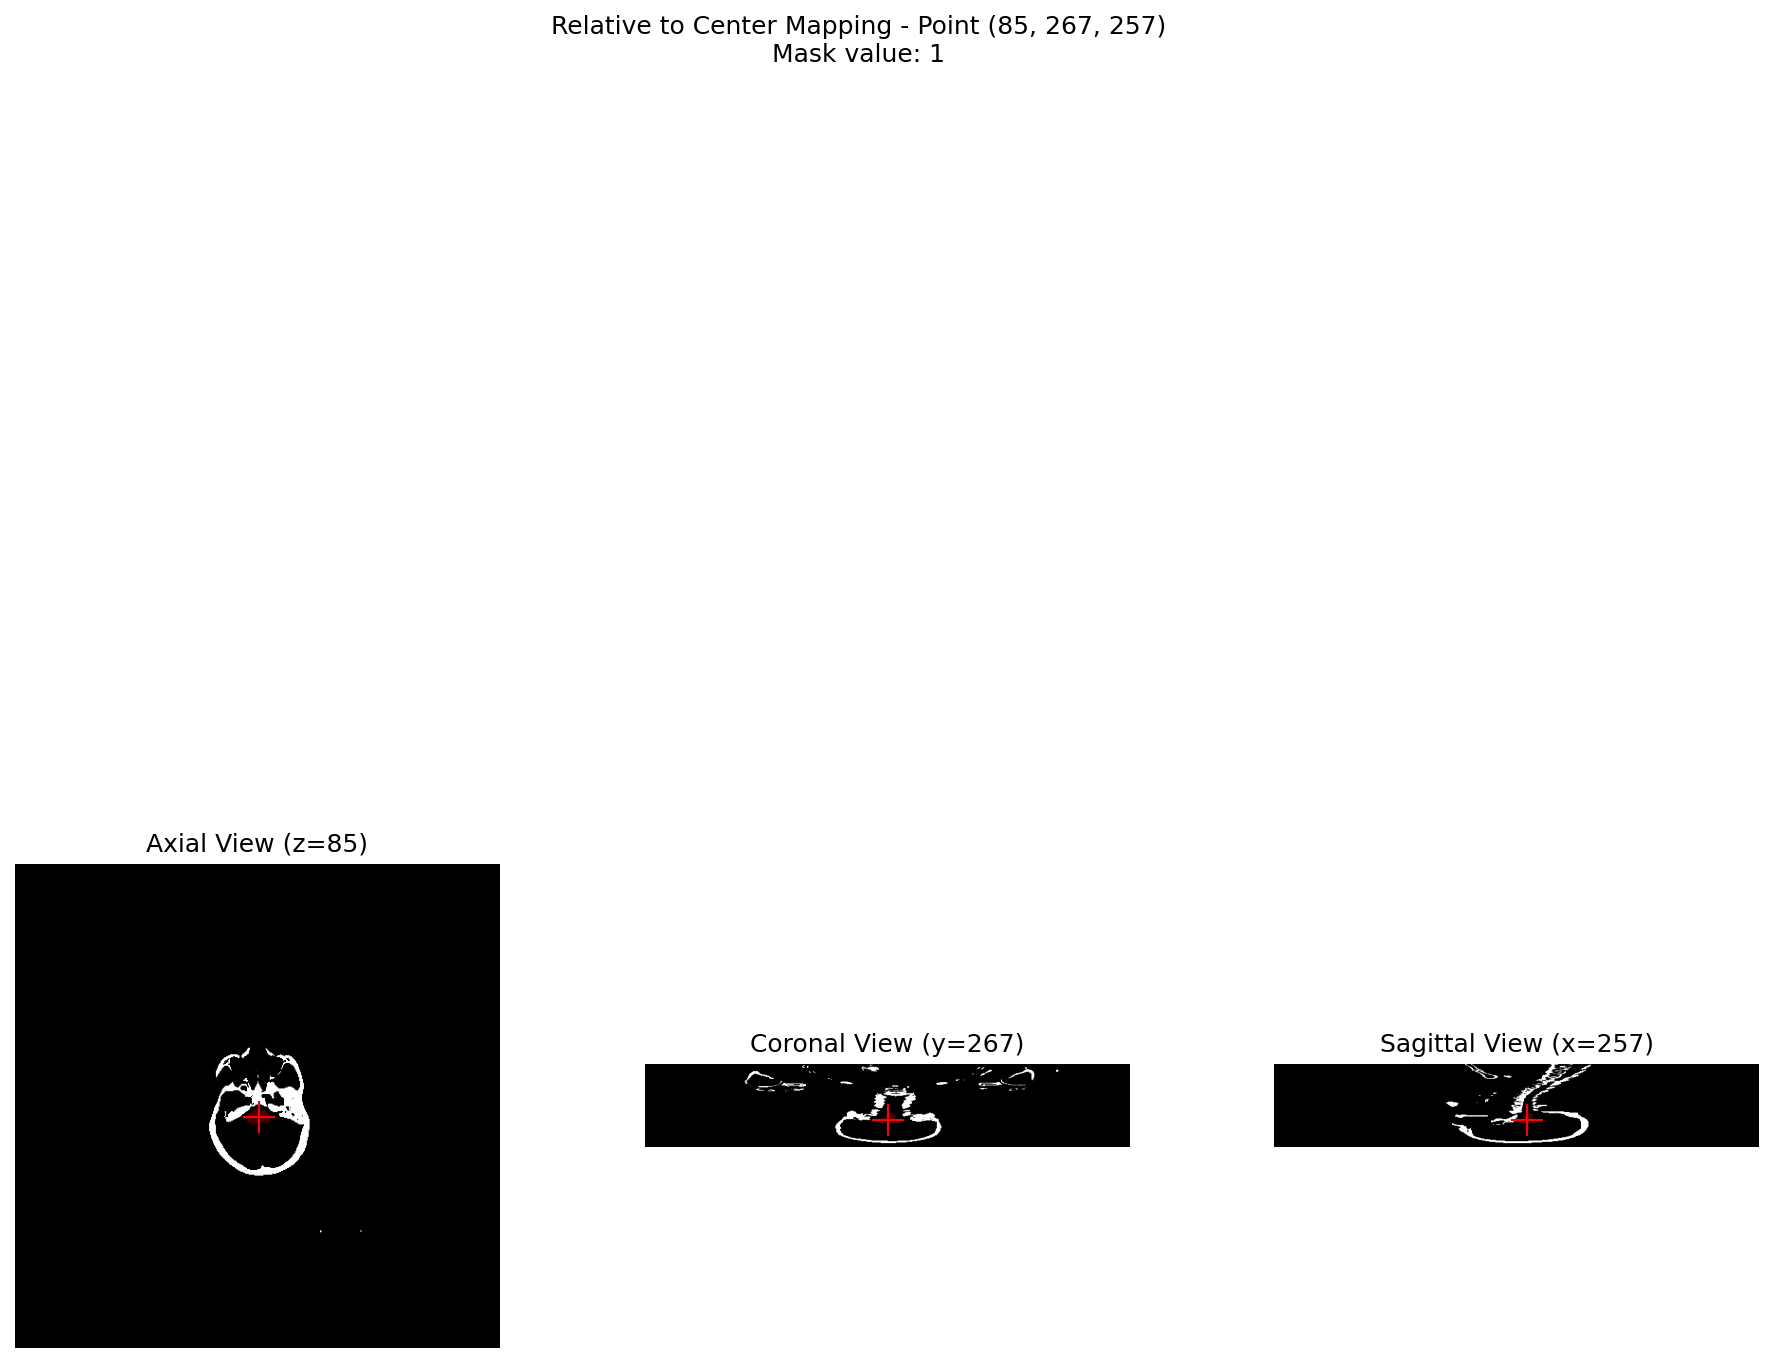 Relative to Center Mapping - Point (85, 267, 257)
Mask value: 1
Axial View (z=85)
Coronal View (y=267)
Sagittal View (x=257)